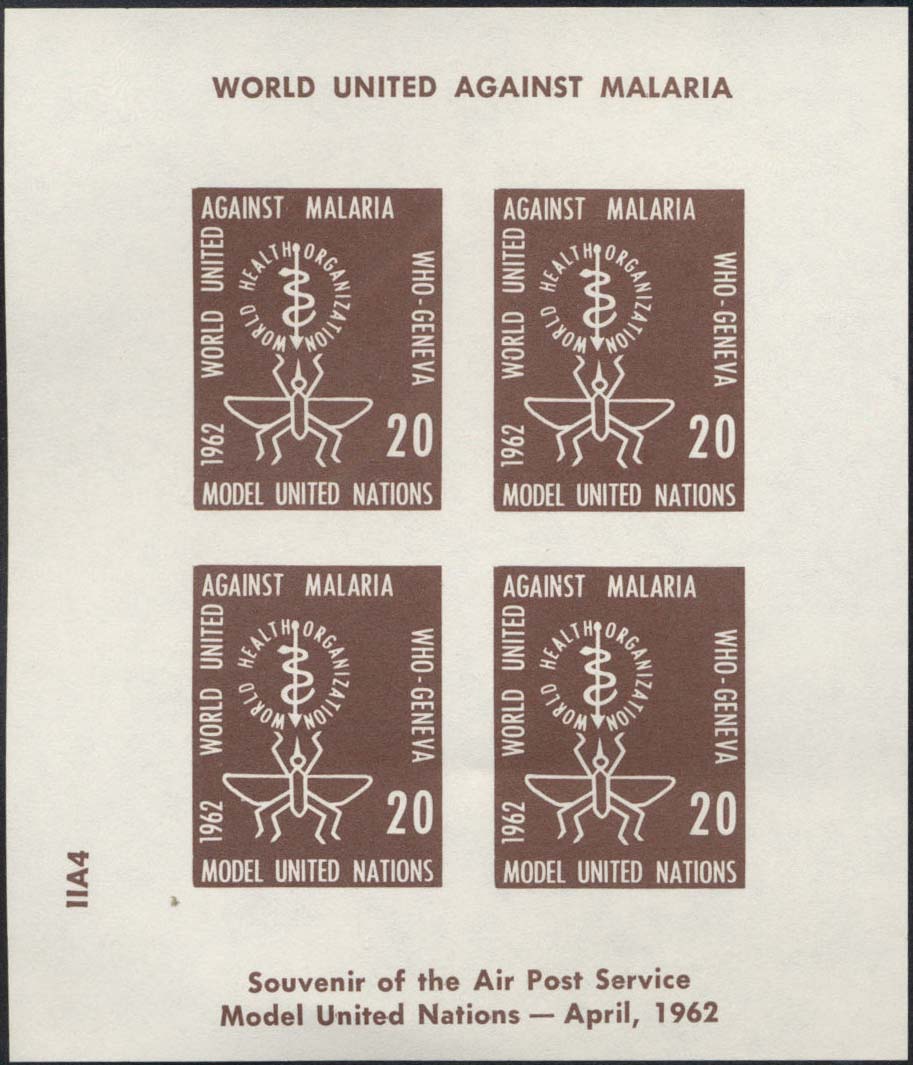 WORLD UNITED AGAINST MALARIA
AGAINST MALARIA
WORLD UNITED
WORLD HEALTH ORGANIZATION
WHO-GENEVA
1962
20
MODEL UNITED NATIONS
AGAINST MALARIA
WORLD UNITED
WORLD HEALTH ORGANIZATION
WHO-GENEVA
1962
20
MODEL UNITED NATIONS
AGAINST MALARIA
WORLD UNITED
WORLD HEALTH ORGANIZATION
WHO-GENEVA
1962
20
MODEL UNITED NATIONS
AGAINST MALARIA
WORLD UNITED
WORLD HEALTH ORGANIZATION
WHO-GENEVA
1962
20
MODEL UNITED NATIONS
IIA4
Souvenir of the Air Post Service
Model United Nations — April, 1962